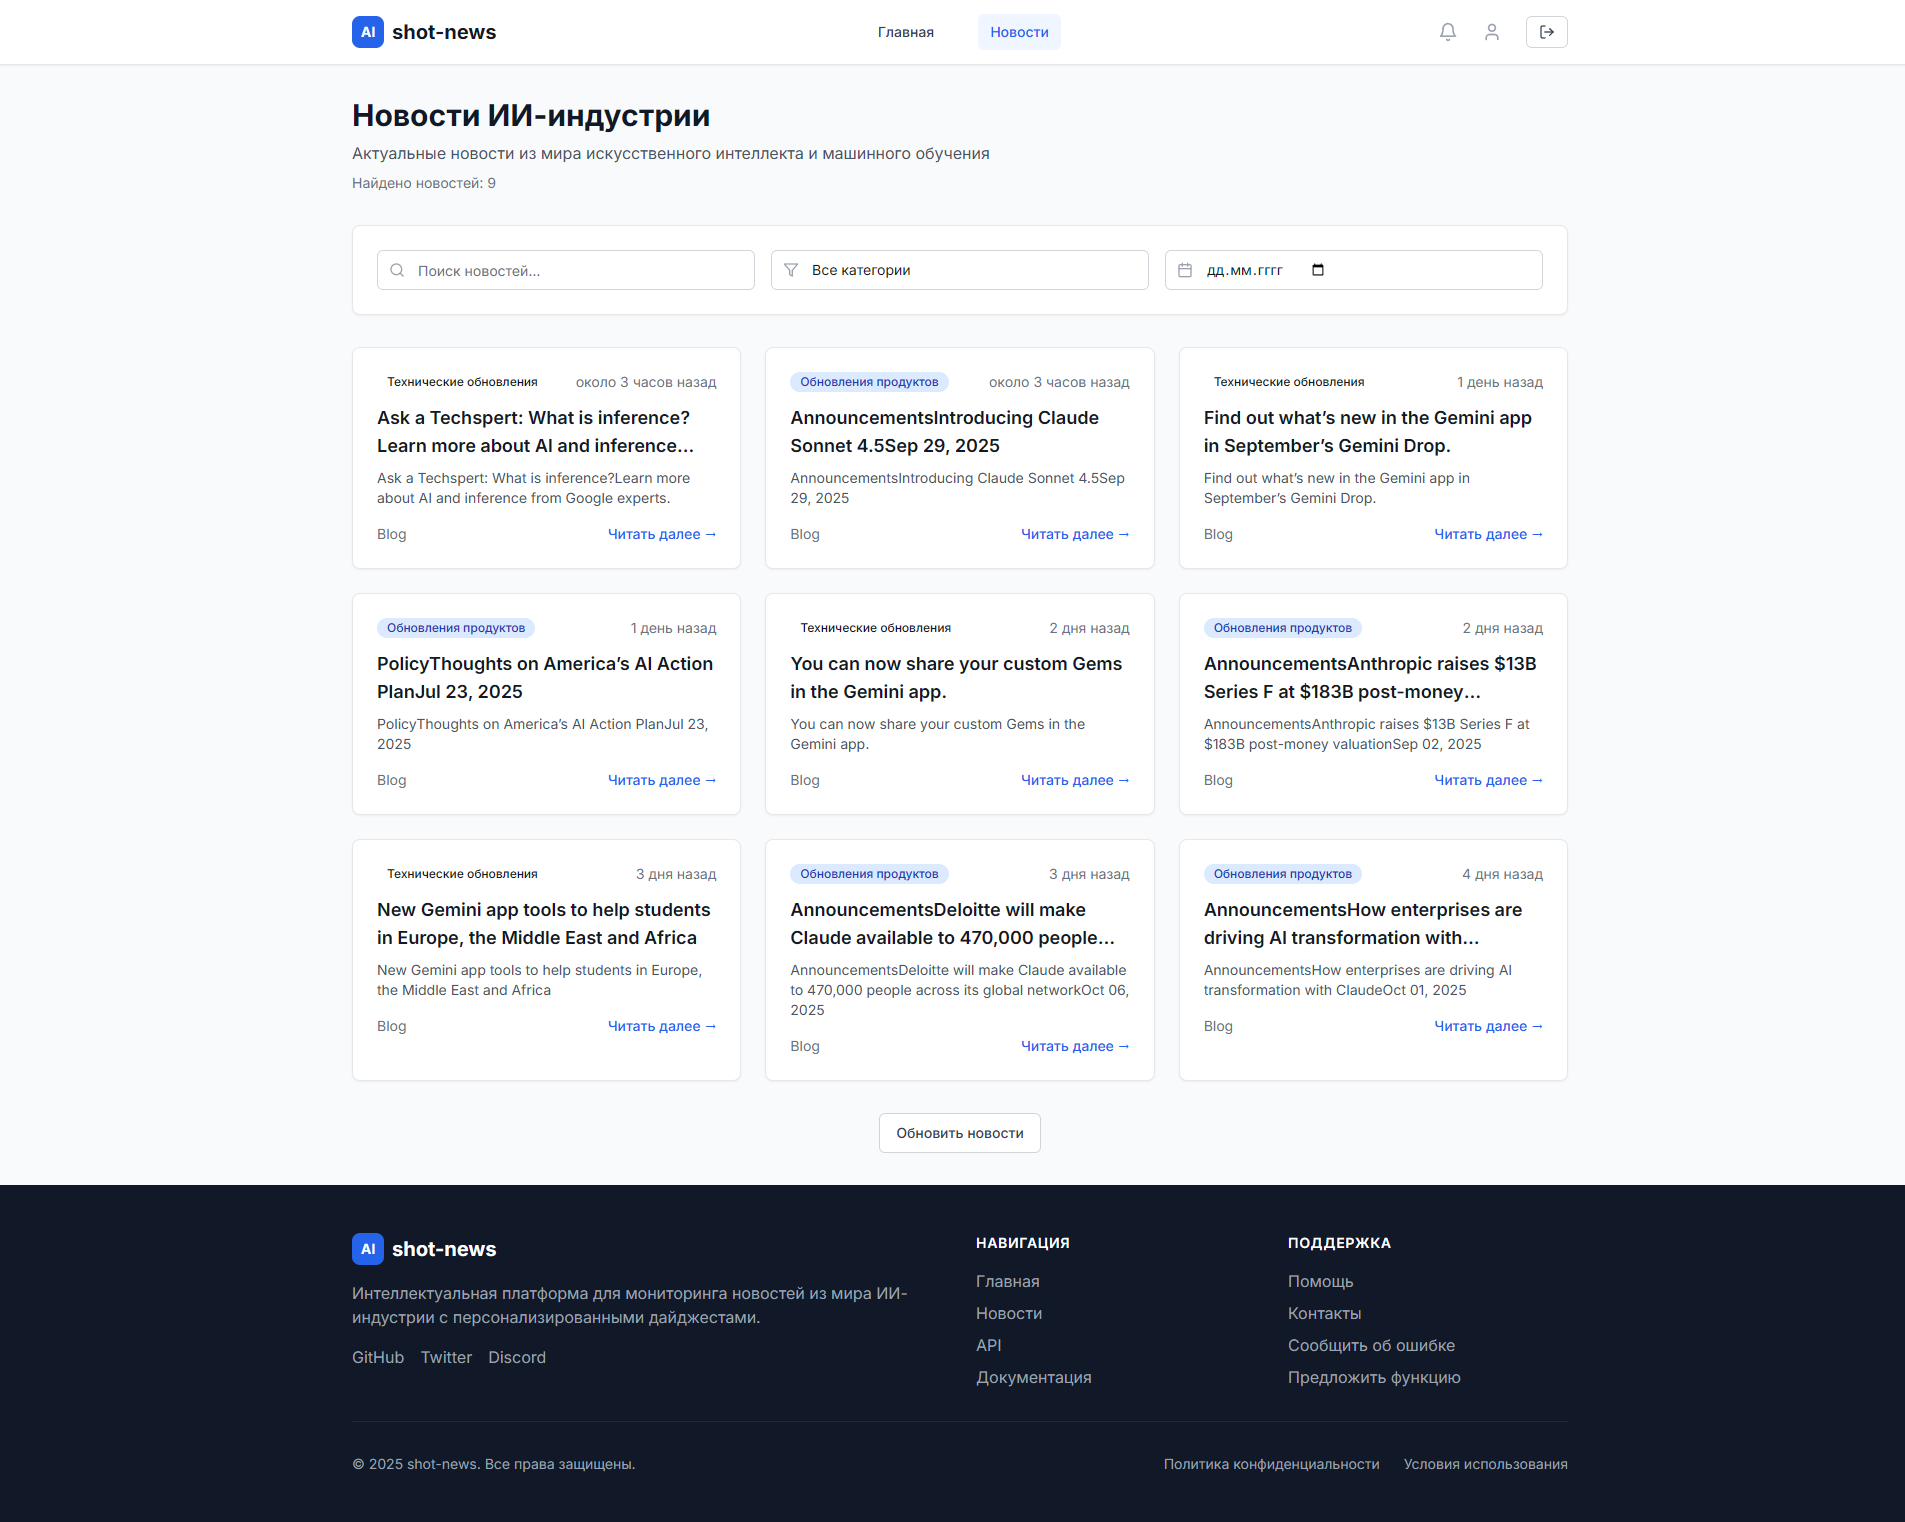 AI shot-news
Главная
Новости
Новости ИИ-индустрии
Актуальные новости из мира искусственного интеллекта и машинного обучения
Найдено новостей: 9
Поиск новостей...
Все категории
дд.мм.гггг
Технические обновления
около 3 часов назад
Ask a Techspert: What is inference?
Learn more about AI and inference…
Ask a Techspert: What is inference?Learn more
about AI and inference from Google experts.
Blog
Читать далее →
Обновления продуктов
около 3 часов назад
AnnouncementsIntroducing Claude
Sonnet 4.5Sep 29, 2025
AnnouncementsIntroducing Claude Sonnet 4.5Sep
29, 2025
Blog
Читать далее →
Технические обновления
1 день назад
Find out what’s new in the Gemini app
in September’s Gemini Drop.
Find out what’s new in the Gemini app in
September’s Gemini Drop.
Blog
Читать далее →
Обновления продуктов
1 день назад
PolicyThoughts on America’s AI Action
PlanJul 23, 2025
PolicyThoughts on America’s AI Action PlanJul 23,
2025
Blog
Читать далее →
Технические обновления
2 дня назад
You can now share your custom Gems
in the Gemini app.
You can now share your custom Gems in the
Gemini app.
Blog
Читать далее →
Обновления продуктов
2 дня назад
AnnouncementsAnthropic raises $13B
Series F at $183B post-money…
AnnouncementsAnthropic raises $13B Series F at
$183B post-money valuationSep 02, 2025
Blog
Читать далее →
Технические обновления
3 дня назад
New Gemini app tools to help students
in Europe, the Middle East and Africa
New Gemini app tools to help students in Europe,
the Middle East and Africa
Blog
Читать далее →
Обновления продуктов
3 дня назад
AnnouncementsDeloitte will make
Claude available to 470,000 people…
AnnouncementsDeloitte will make Claude available
to 470,000 people across its global networkOct 06,
2025
Blog
Читать далее →
Обновления продуктов
4 дня назад
AnnouncementsHow enterprises are
driving AI transformation with…
AnnouncementsHow enterprises are driving AI
transformation with ClaudeOct 01, 2025
Blog
Читать далее →
Обновить новости
AI shot-news
Интеллектуальная платформа для мониторинга новостей из мира ИИ-
индустрии с персонализированными дайджестами.
GitHub Twitter Discord
НАВИГАЦИЯ
Главная
Новости
API
Документация
ПОДДЕРЖКА
Помощь
Контакты
Сообщить об ошибке
Предложить функцию
© 2025 shot-news. Все права защищены.
Политика конфиденциальности
Условия использования